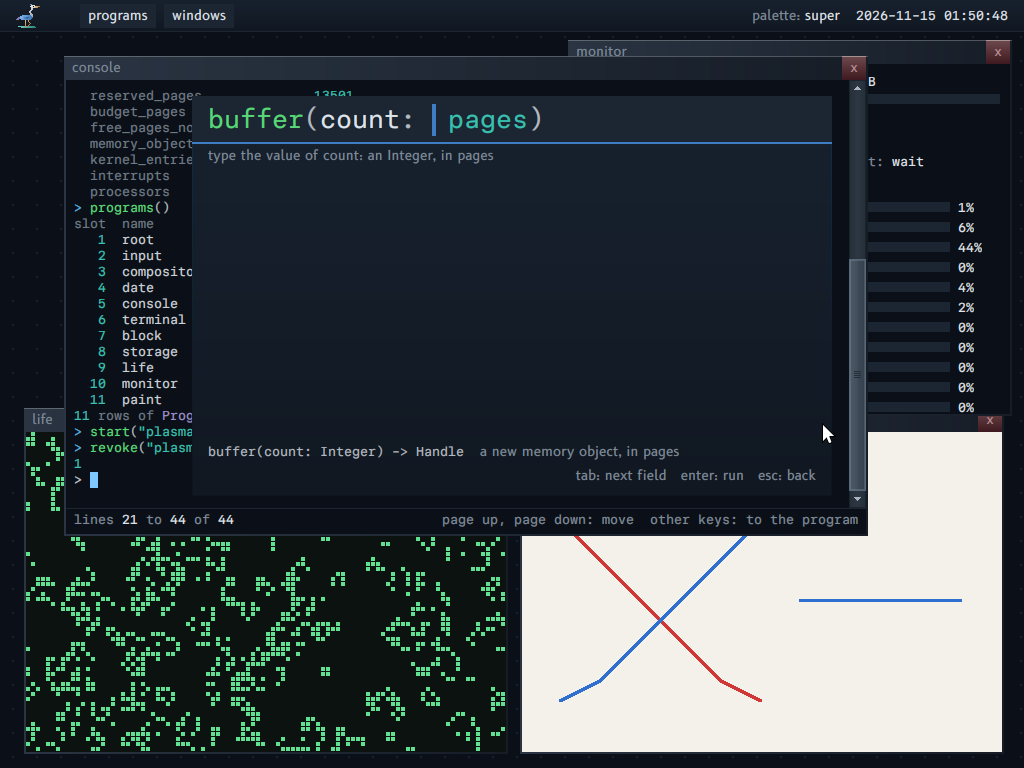 programs windows palette: super 2026-11-15 01:50:48
monitor x
console x
reserved_pages 13501
B
budget_pages
buffer(count: pages)
free_pages_no
memory_object
type the value of count: an Integer, in pages
kernel_entrie
t: wait
interrupts
processors
> programs()
1%
slot name
6%
1 root
44%
2 input
3 composito
0%
4 date
4%
5 console
2%
6 terminal
0%
7 block
0%
8 storage
9 life
0%
10 monitor
0%
11 paint
0%
11 rows of Prog
life
x
> start("plasma
> revoke("plasm
buffer(count: Integer) -> Handle a new memory object, in pages
1
>
tab: next field enter: run esc: back
lines 21 to 44 of 44 page up, page down: move other keys: to the program